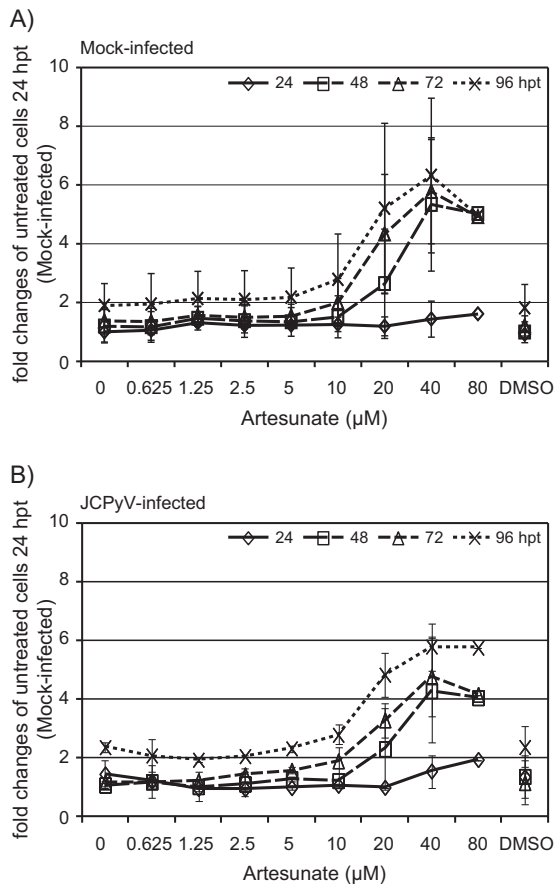 A)
Mock-infected
24 48 72 96 hpt
fold changes of untreated cells 24 hpt
(Mock-infected)
10
8
6
4
2
0
0 0.625 1.25 2.5 5 10 20 40 80 DMSO
Artesunate (µM)
B)
JCPyV-infected
24 48 72 96 hpt
fold changes of untreated cells 24 hpt
(Mock-infected)
10
8
6
4
2
0
0 0.625 1.25 2.5 5 10 20 40 80 DMSO
Artesunate (µM)